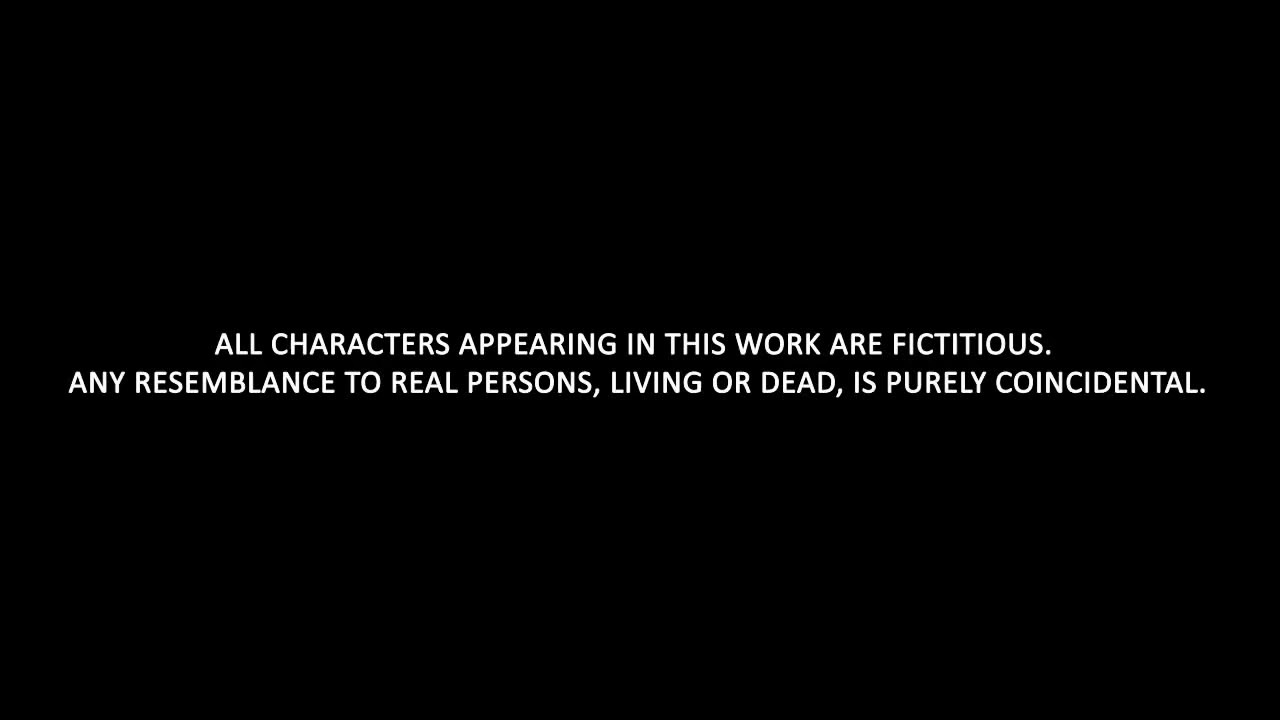 ALL CHARACTERS APPEARING IN THIS WORK ARE FICTITIOUS.
ANY RESEMBLANCE TO REAL PERSONS, LIVING OR DEAD, IS PURELY COINCIDENTAL.